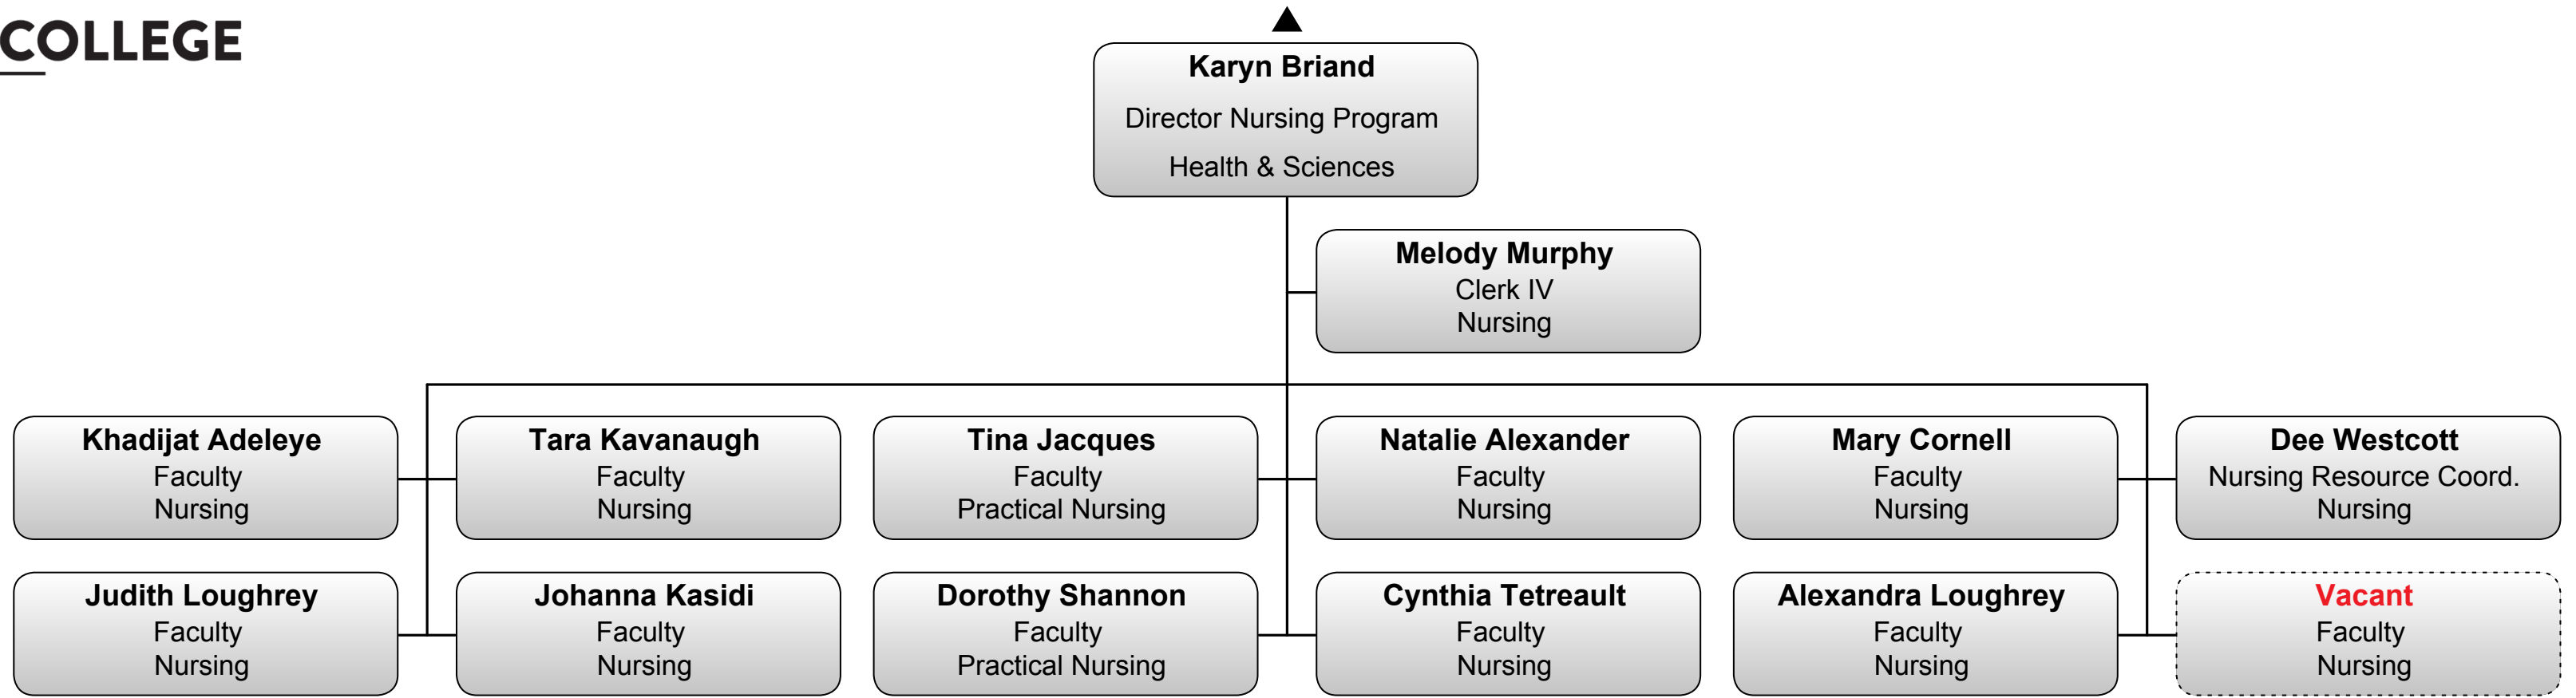 COLLEGE
Karyn Briand
Director Nursing Program
Health & Sciences
Melody Murphy
Clerk IV
Nursing
Khadijat Adeleye
Faculty
Nursing
Tara Kavanaugh
Faculty
Nursing
Tina Jacques
Faculty
Practical Nursing
Natalie Alexander
Faculty
Nursing
Mary Cornell
Faculty
Nursing
Dee Westcott
Nursing Resource Coord.
Nursing
Judith Loughrey
Faculty
Nursing
Johanna Kasidi
Faculty
Nursing
Dorothy Shannon
Faculty
Practical Nursing
Cynthia Tetreault
Faculty
Nursing
Alexandra Loughrey
Faculty
Nursing
Vacant
Faculty
Nursing